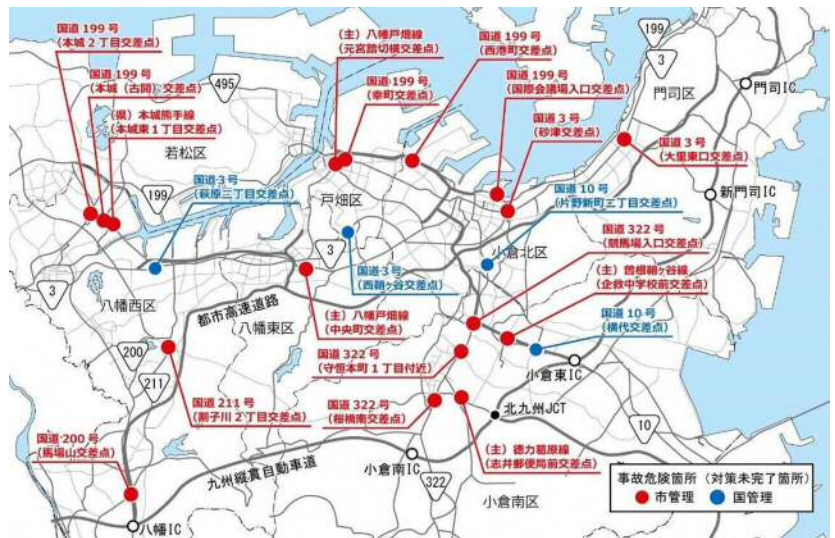 国道 199 号
（本城２丁目交差点）
国道 199 号
（本城（古閑）交差点）
（県）本城熊手線
（本城東１丁目交差点）
（主）八幡戸畑線
（元宮踏切横交差点）
国道 199 号
（幸町交差点）
国道 199 号
（西港町交差点）
国道 199 号
（国際会議場入口交差点）
国道３号
（砂津交差点）
199
3
門司区
門司IC
国道３号
（大里東口交差点）
495
若松区
199
戸畑区
国道３号
（萩原三丁目交差点）
国道 10 号
（片野新町三丁目交差点）
新門司IC
国道 322 号
（競馬場入口交差点）
小倉北区
3
国道３号
（西鞘ヶ谷交差点）
（主）曽根鞘ヶ谷線
（企救中学校前交差点）
3
八幡西区
都市高速道路
八幡東区
（主）八幡戸畑線
（中央町交差点）
国道 10 号
（横代交差点）
200
211
国道 322 号
（守恒本町１丁目付近）
小倉東IC
国道 211 号
（割子川２丁目交差点）
国道 322 号
（桜橋南交差点）
北九州JCT
10
国道 200 号
（馬場山交差点）
九州縦貫自動車道
小倉南IC
（主）徳力葛原線
（志井郵便局前交差点）
322
小倉南区
八幡IC
事故危険箇所（対策未完了箇所）
市管理
国管理